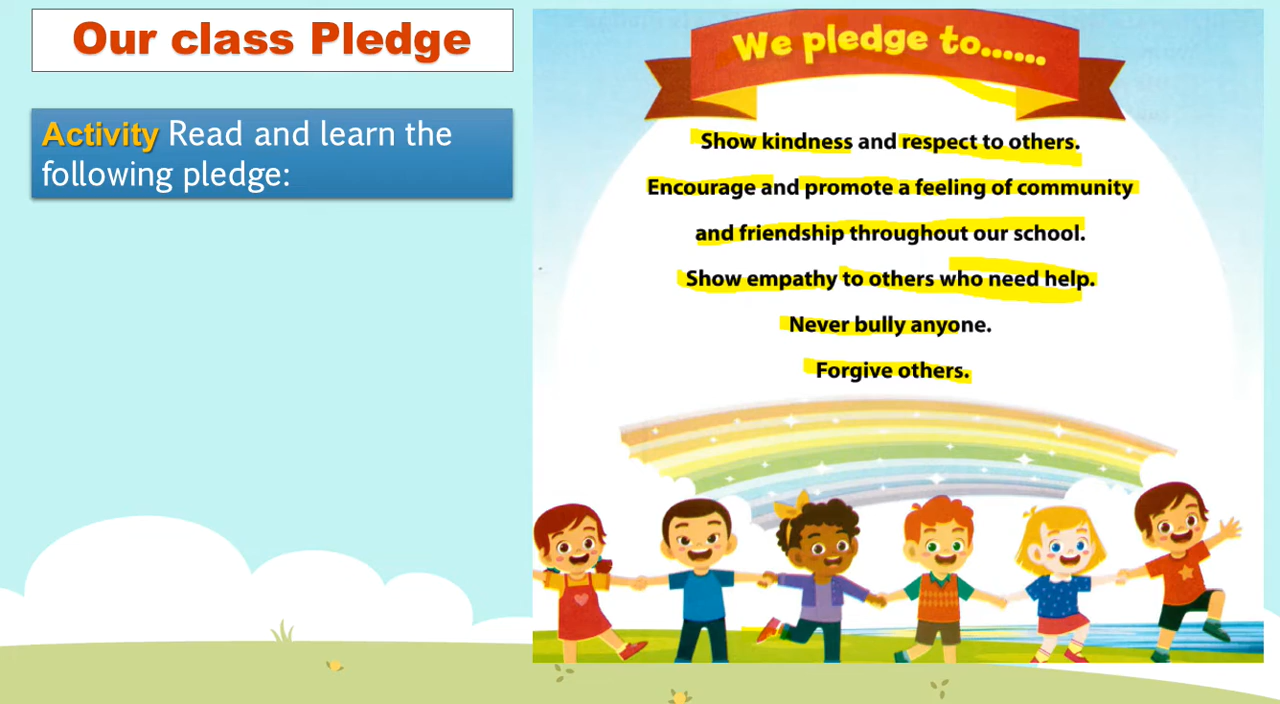 Our class Pledge
Activity Read and learn the
following pledge:
We pledge to......
Show kindness and respect to others.
Encourage and promote a feeling of community
and friendship throughout our school.
Show empathy to others who need help.
Never bully anyone.
Forgive others.